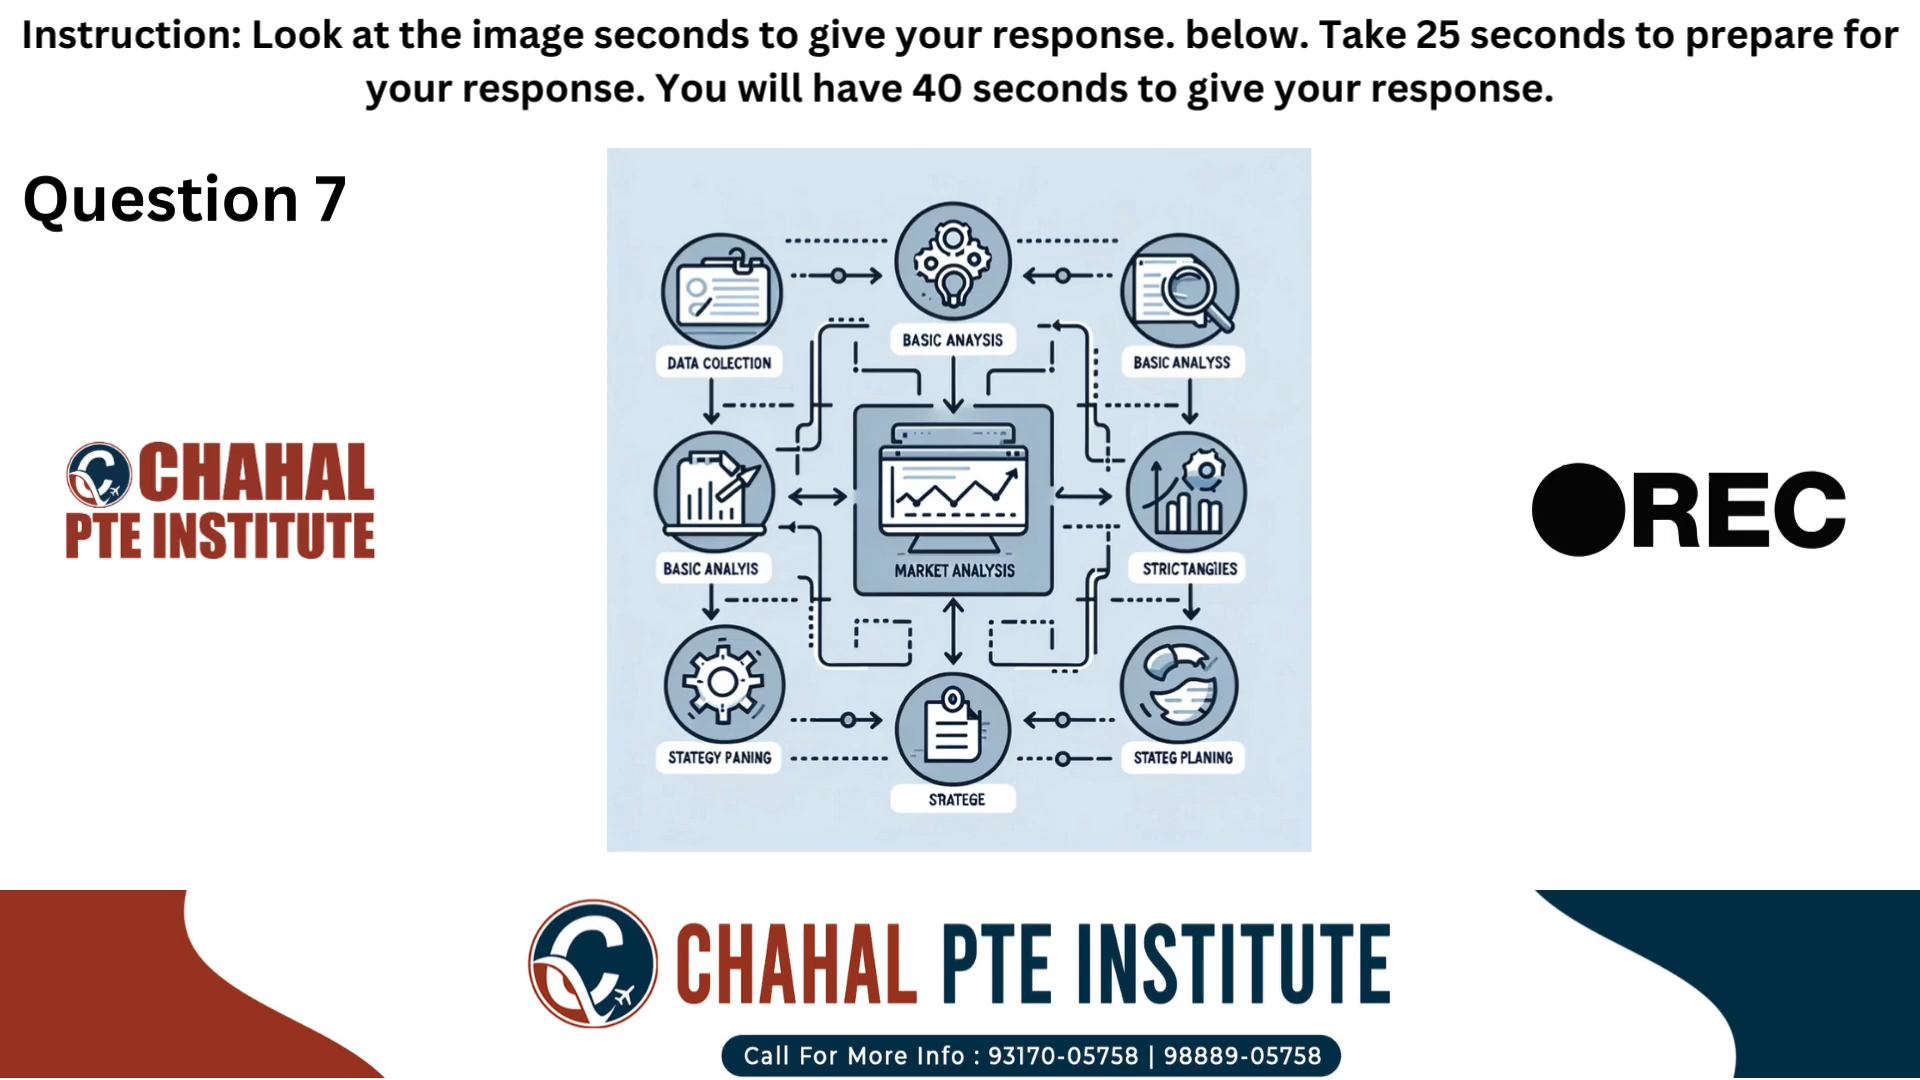 Instruction: Look at the image seconds to give your response. below. Take 25 seconds to prepare for
your response. You will have 40 seconds to give your response.
Question 7
BASIC ANAYSIS
DATA COLECTION
BASIC ANALYSS
MARKET ANALYSIS
BASIC ANALYIS
STATEGY PANING
STATEG PLANING
STRATEGE
CHAHAL
PTE INSTITUTE
REC
CHAHAL PTE INSTITUTE
Call For More Info : 93170-05758 | 98889-05758